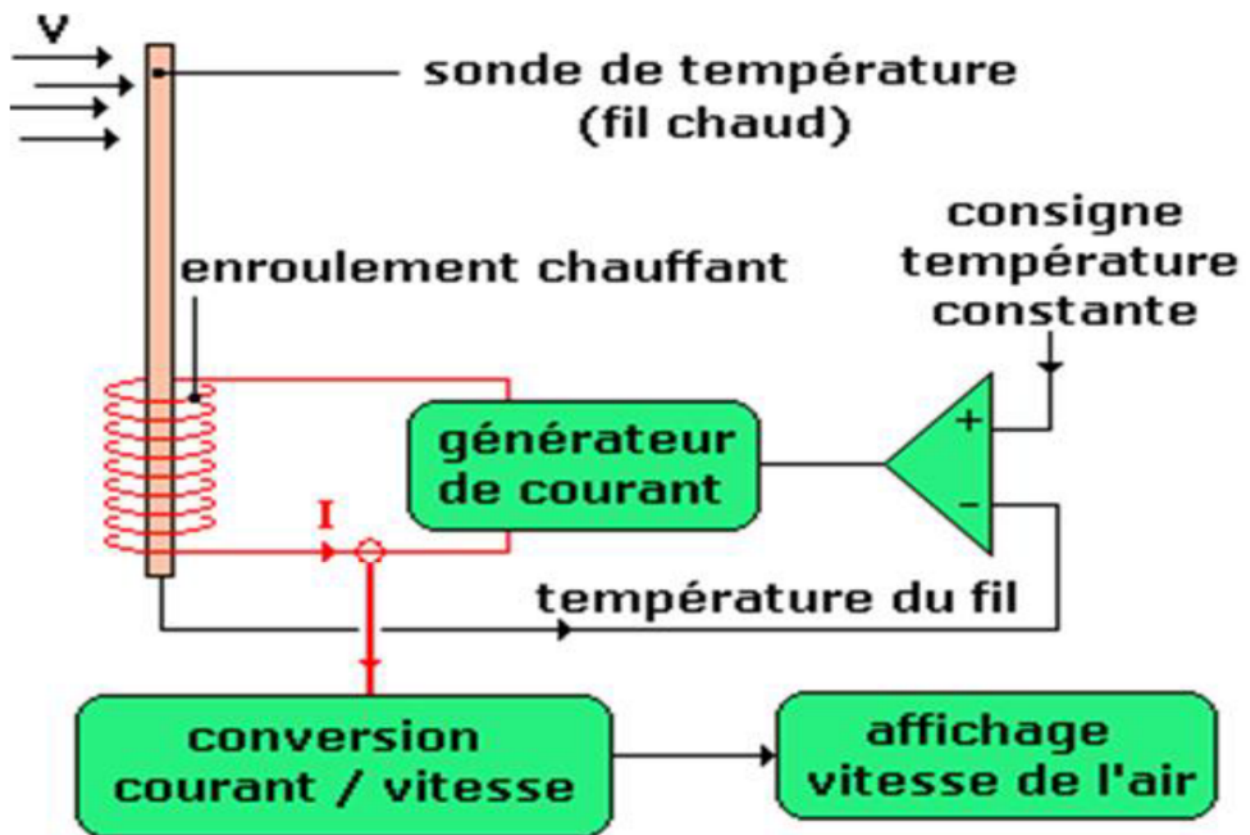 V
sonde de température
(fil chaud)
consigne
température
constante
enroulement chauffant
générateur
de courant
+
−
I
température du fil
conversion
courant / vitesse
affichage
vitesse de l'air